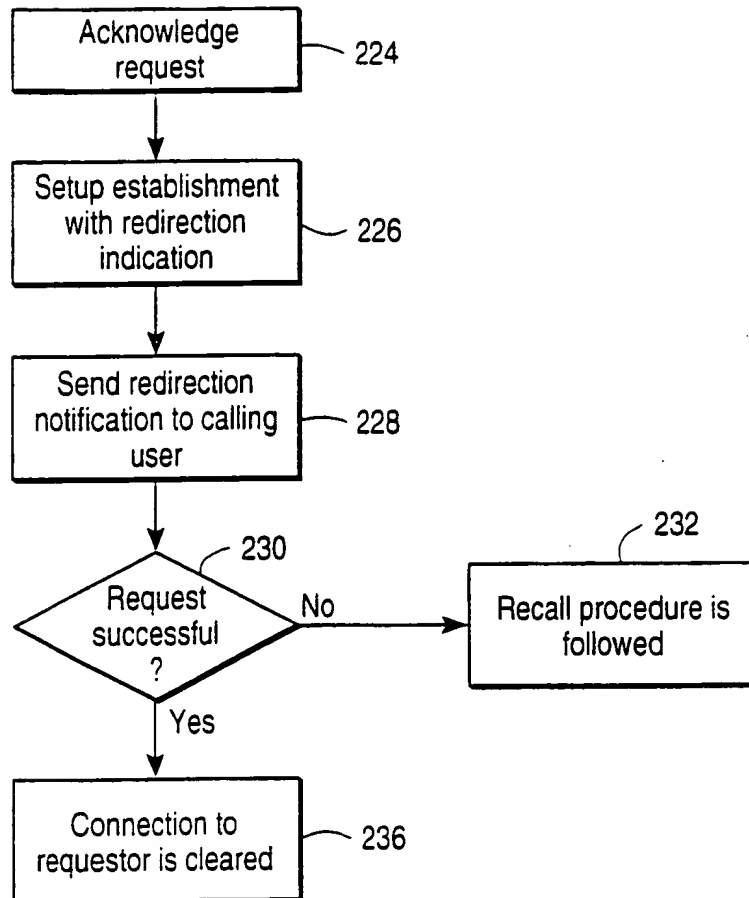 Acknowledge
request
224
Setup establishment
with redirection
indication
226
Send redirection
notification to calling
user
228
230
Request
successful
?
No
232
Recall procedure is
followed
Yes
Connection to
requestor is cleared
236